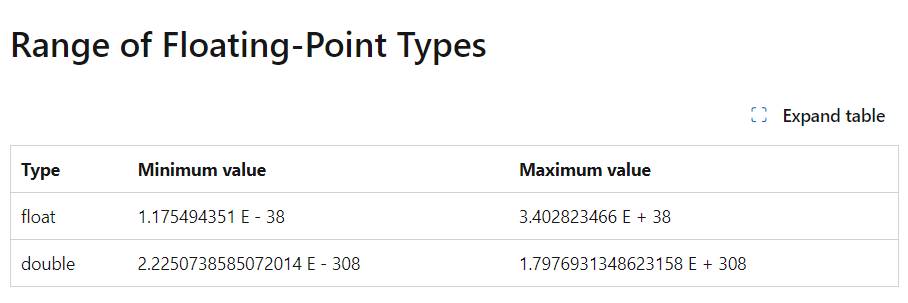 Range of Floating-Point Types
Expand table
Type Minimum value Maximum value
float 1.175494351 E - 38 3.402823466 E + 38
double 2.2250738585072014 E - 308 1.7976931348623158 E + 308